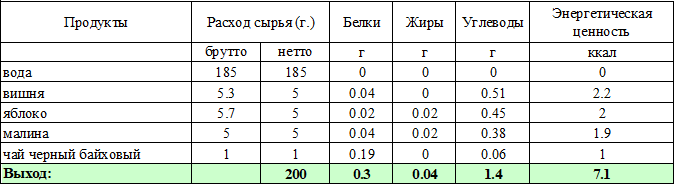 Продукты Расход сырья (г.) Белки Жиры Углеводы Энергетическая ценность
брутто нетто г г г ккал
вода 185 185 0 0 0 0
вишня 5.3 5 0.04 0 0.51 2.2
яблоко 5.7 5 0.02 0.02 0.45 2
малина 5 5 0.04 0.02 0.38 1.9
чай черный байховый 1 1 0.19 0 0.06 1
Выход: 200 0.3 0.04 1.4 7.1